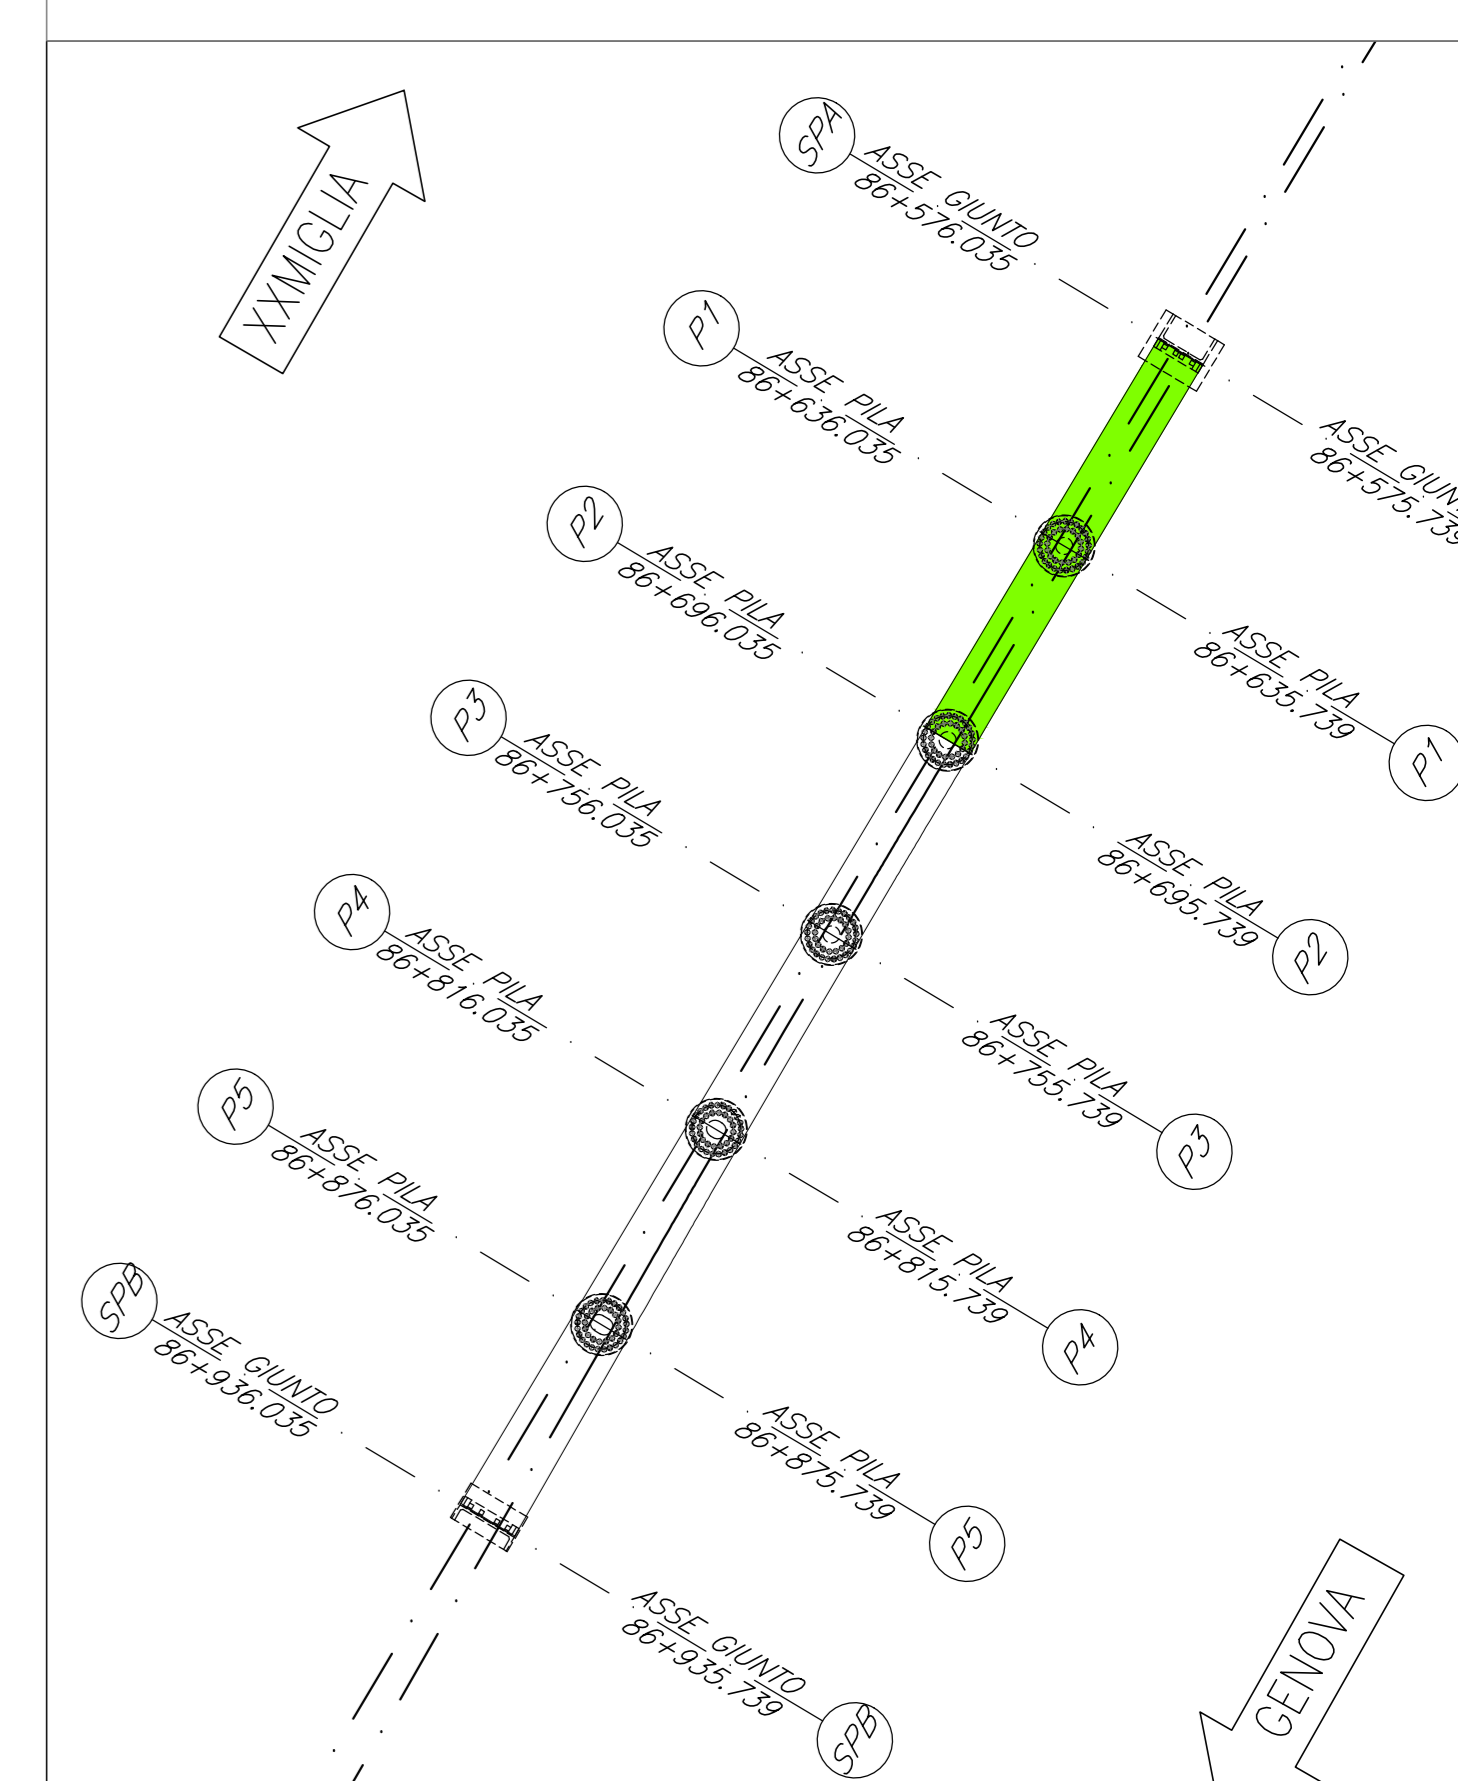 XXMIGLIA
SPA
ASSE GIUNTO
86+576.035
P1
ASSE PILA
86+636.035
P2
ASSE PILA
86+696.035
P3
ASSE PILA
86+756.035
P4
ASSE PILA
86+816.035
P5
ASSE PILA
86+876.035
SPB
ASSE GIUNTO
86+936.035
ASSE GIUN
86+575.739
ASSE PILA
86+635.739
P1
ASSE PILA
86+695.739
P2
ASSE PILA
86+755.739
P3
ASSE PILA
86+815.739
P4
ASSE PILA
86+875.739
P5
ASSE GIUNTO
86+935.739
SPB
GENOVA